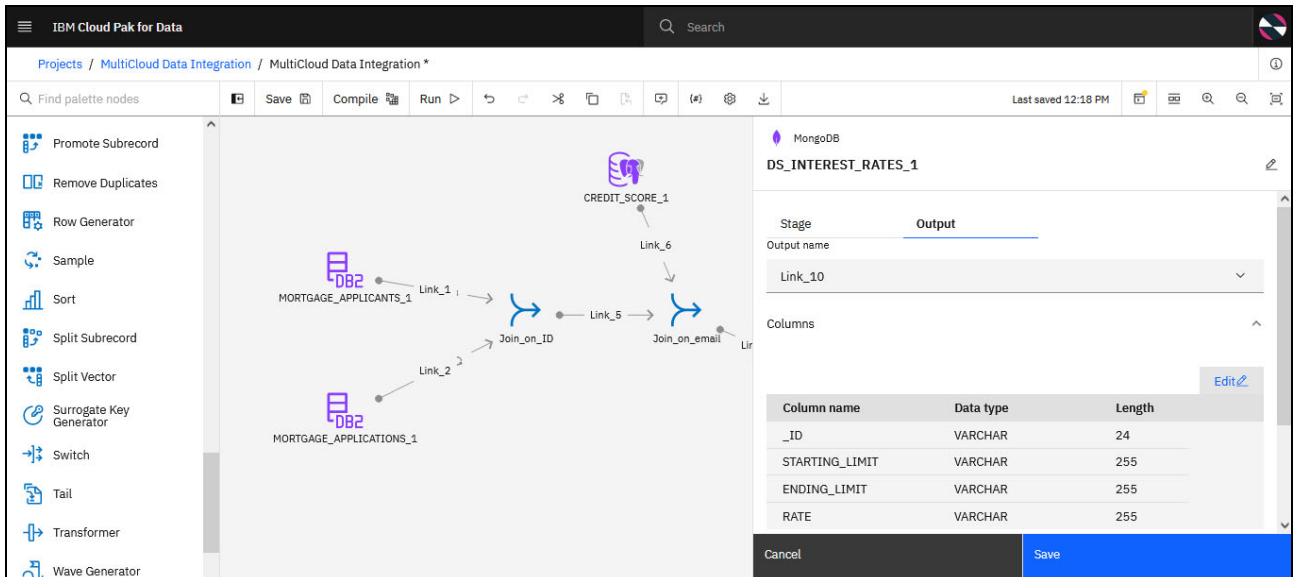 IBM Cloud Pak for Data
Search
Projects / MultiCloud Data Integration / MultiCloud Data Integration *
Find palette nodes
Save
Compile
Run
Last saved 12:18 PM
Promote Subrecord
Remove Duplicates
Row Generator
Sample
Sort
Split Subrecord
Split Vector
Surrogate Key
Generator
Switch
Tail
Transformer
Wave Generator
CREDIT_SCORE_1
Link_6
DB2
MORTGAGE_APPLICANTS_1
Link_1
Join_on_ID
Link_5
Join_on_email
Lin
Link_2
DB2
MORTGAGE_APPLICATIONS_1
MongoDB
DS_INTEREST_RATES_1
Stage Output
Output name
Link_10
Columns
Edit
Column name Data type Length
_ID VARCHAR 24
STARTING_LIMIT VARCHAR 255
ENDING_LIMIT VARCHAR 255
RATE VARCHAR 255
Cancel Save